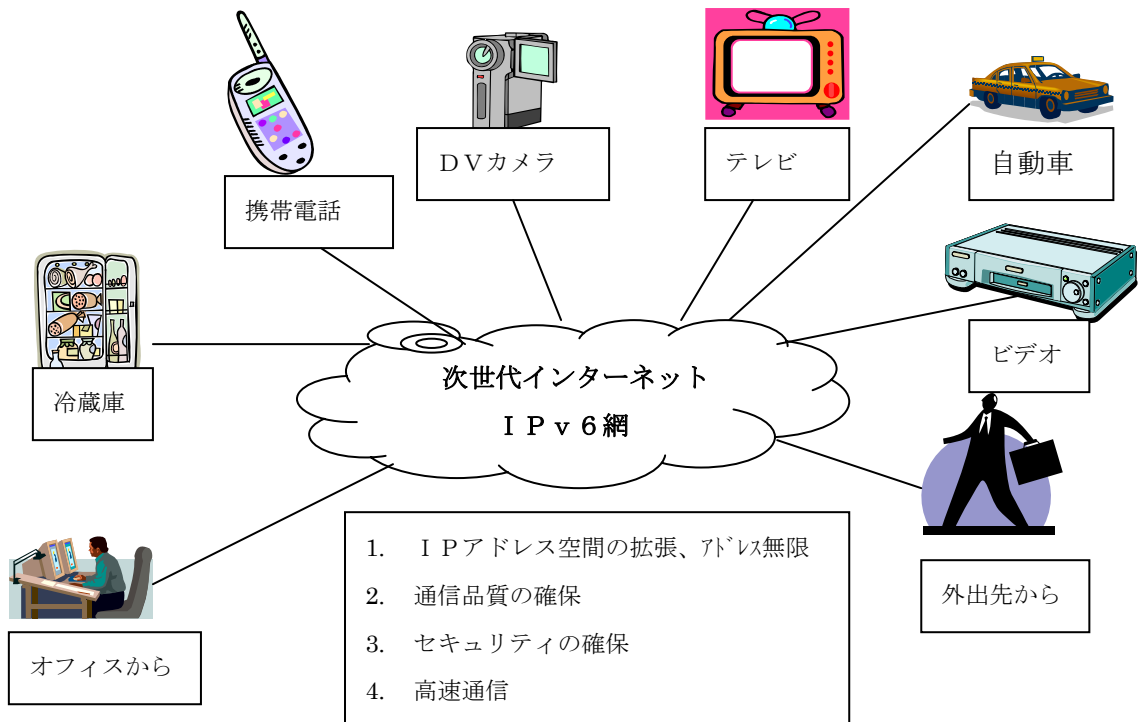 DVカメラ
テレビ
自動車
携帯電話
ビデオ
冷蔵庫
次世代インターネット
IPv6網
1. IPアドレス空間の拡張、アドレス無限
2. 通信品質の確保
3. セキュリティの確保
4. 高速通信
外出先から
オフィスから